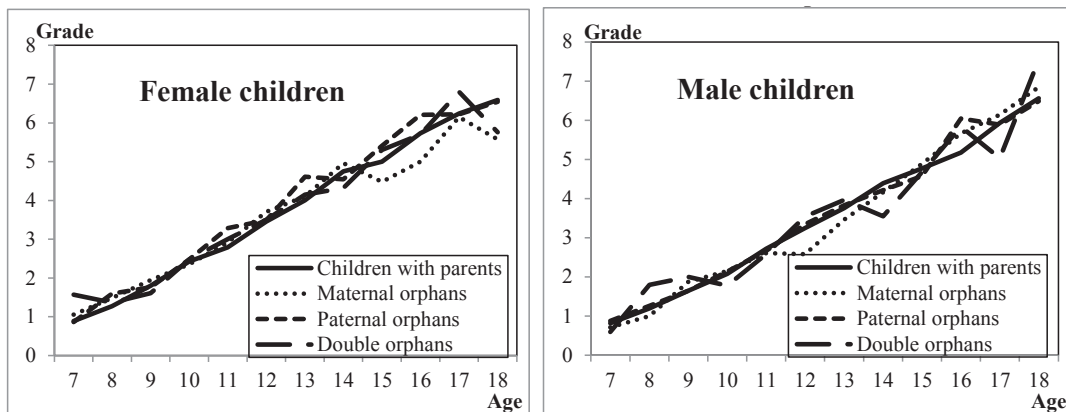 Grade
8
7
6
5
4
3
2
1
0
Female children
Children with parents
Maternal orphans
Paternal orphans
Double orphans
7 8 9 10 11 12 13 14 15 16 17 18
Age
Grade
8
7
6
5
4
3
2
1
0
Male children
Children with parents
Maternal orphans
Paternal orphans
Double orphans
7 8 9 10 11 12 13 14 15 16 17 18
Age